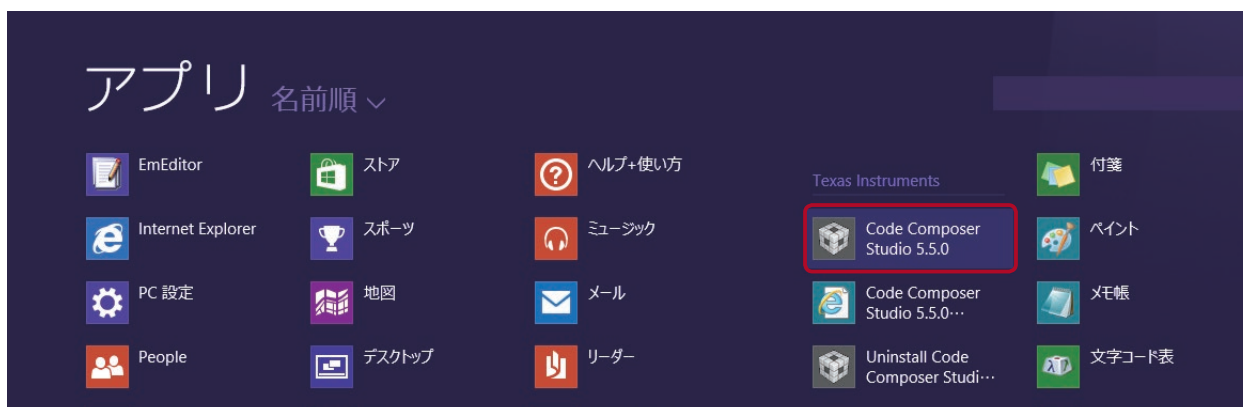 アプリ 名前順
EmEditor
Internet Explorer
PC 設定
People
ストア
スポーツ
地図
デスクトップ
ヘルプ+使い方
ミュージック
メール
リーダー
Texas Instruments
Code Composer
Studio 5.5.0
Code Composer
Studio 5.5.0…
Uninstall Code
Composer Studi…
付箋
ペイント
メモ帳
文字コード表